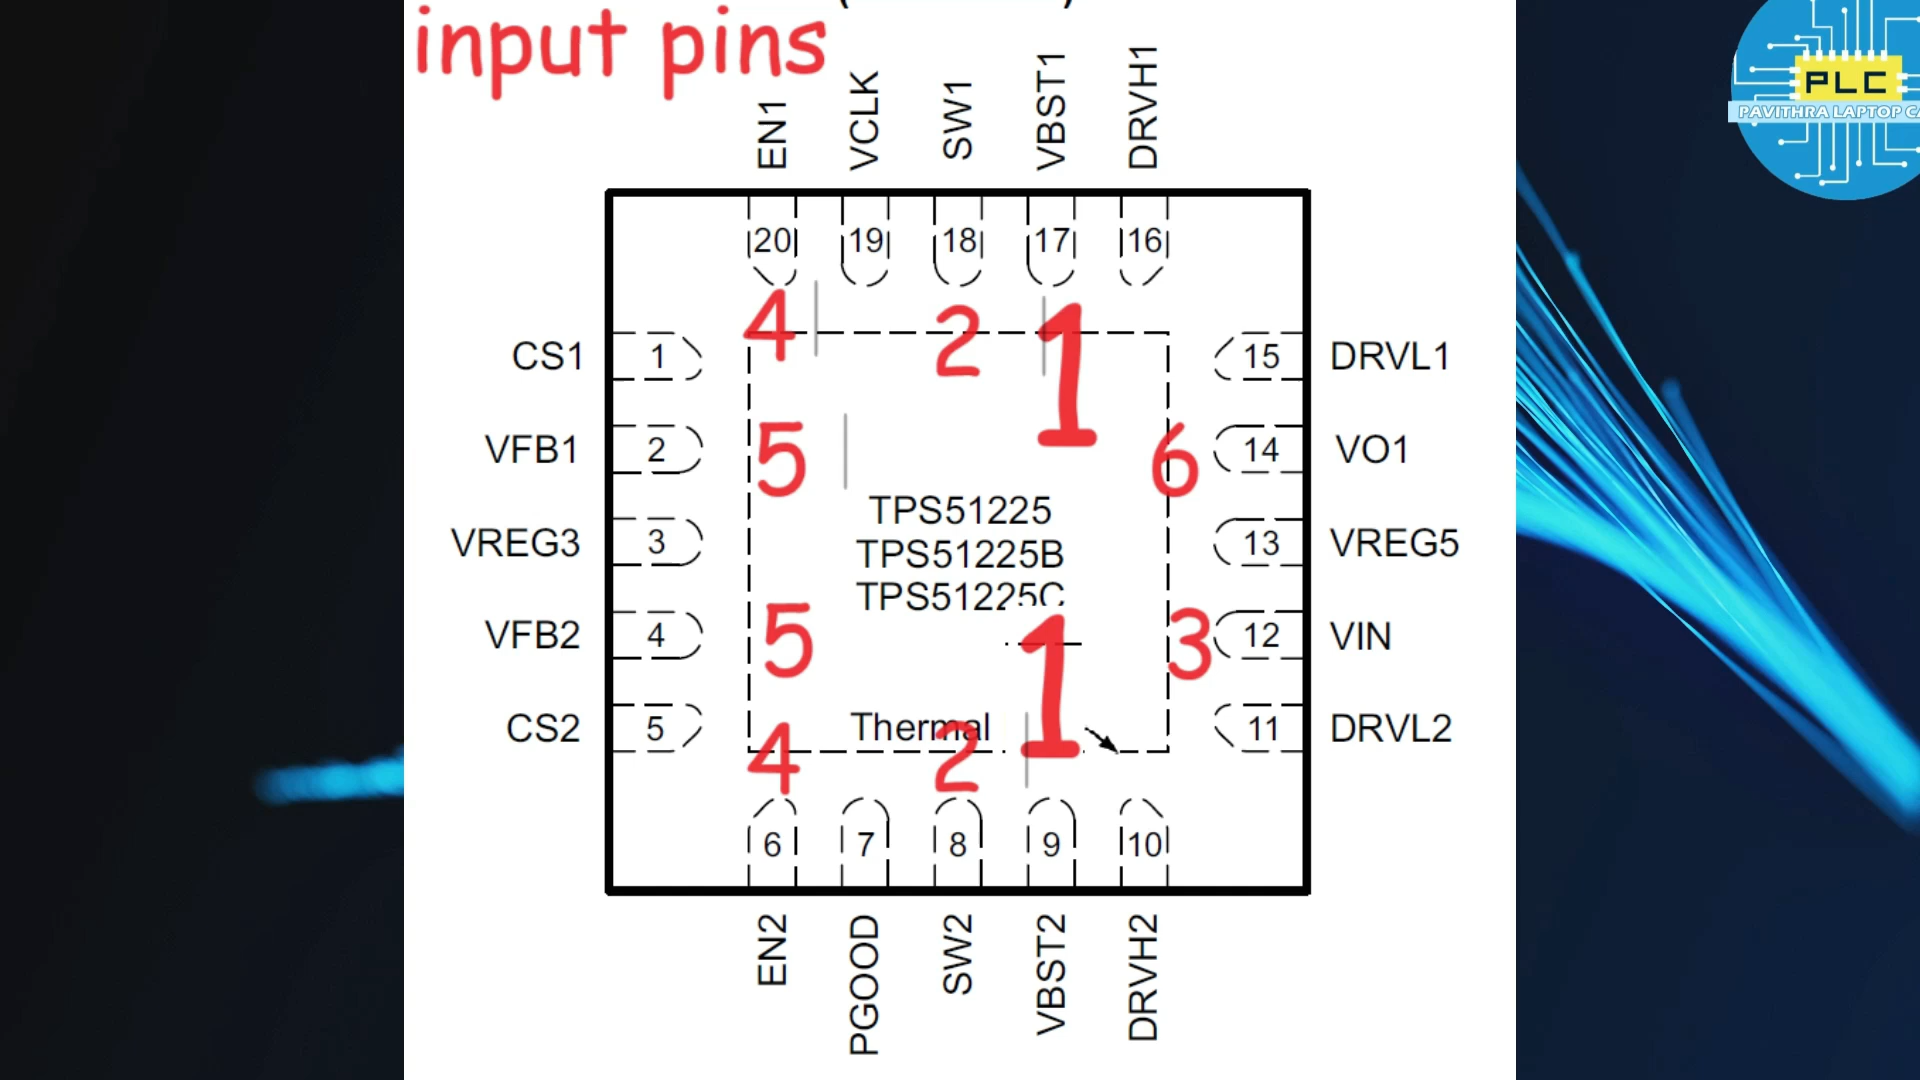 input pins
EN1
VCLK
SW1
VBST1
DRVH1
PLC
PAVITHRA LAPTOP
20 19 18 17 16
4 2 1
CS1 1 15 DRVL1
VFB1 2 5 6 14 VO1
TPS51225
VREG3 3 13 VREG5
TPS51225B
TPS51225C
VFB2 4 5 1 3 12 VIN
CS2 5 Thermal 11 DRVL2
4 2
6 7 8 9 10
EN2
PGOOD
SW2
VBST2
DRVH2